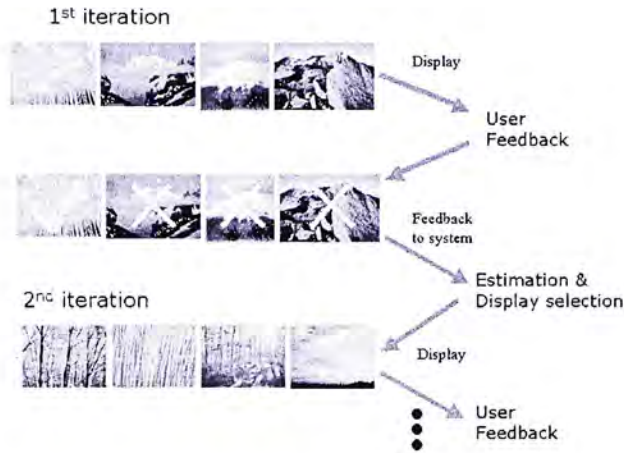 1st iteration
Display
User
Feedback
Feedback
to system
Estimation &
Display selection
2nd iteration
Display
User
Feedback